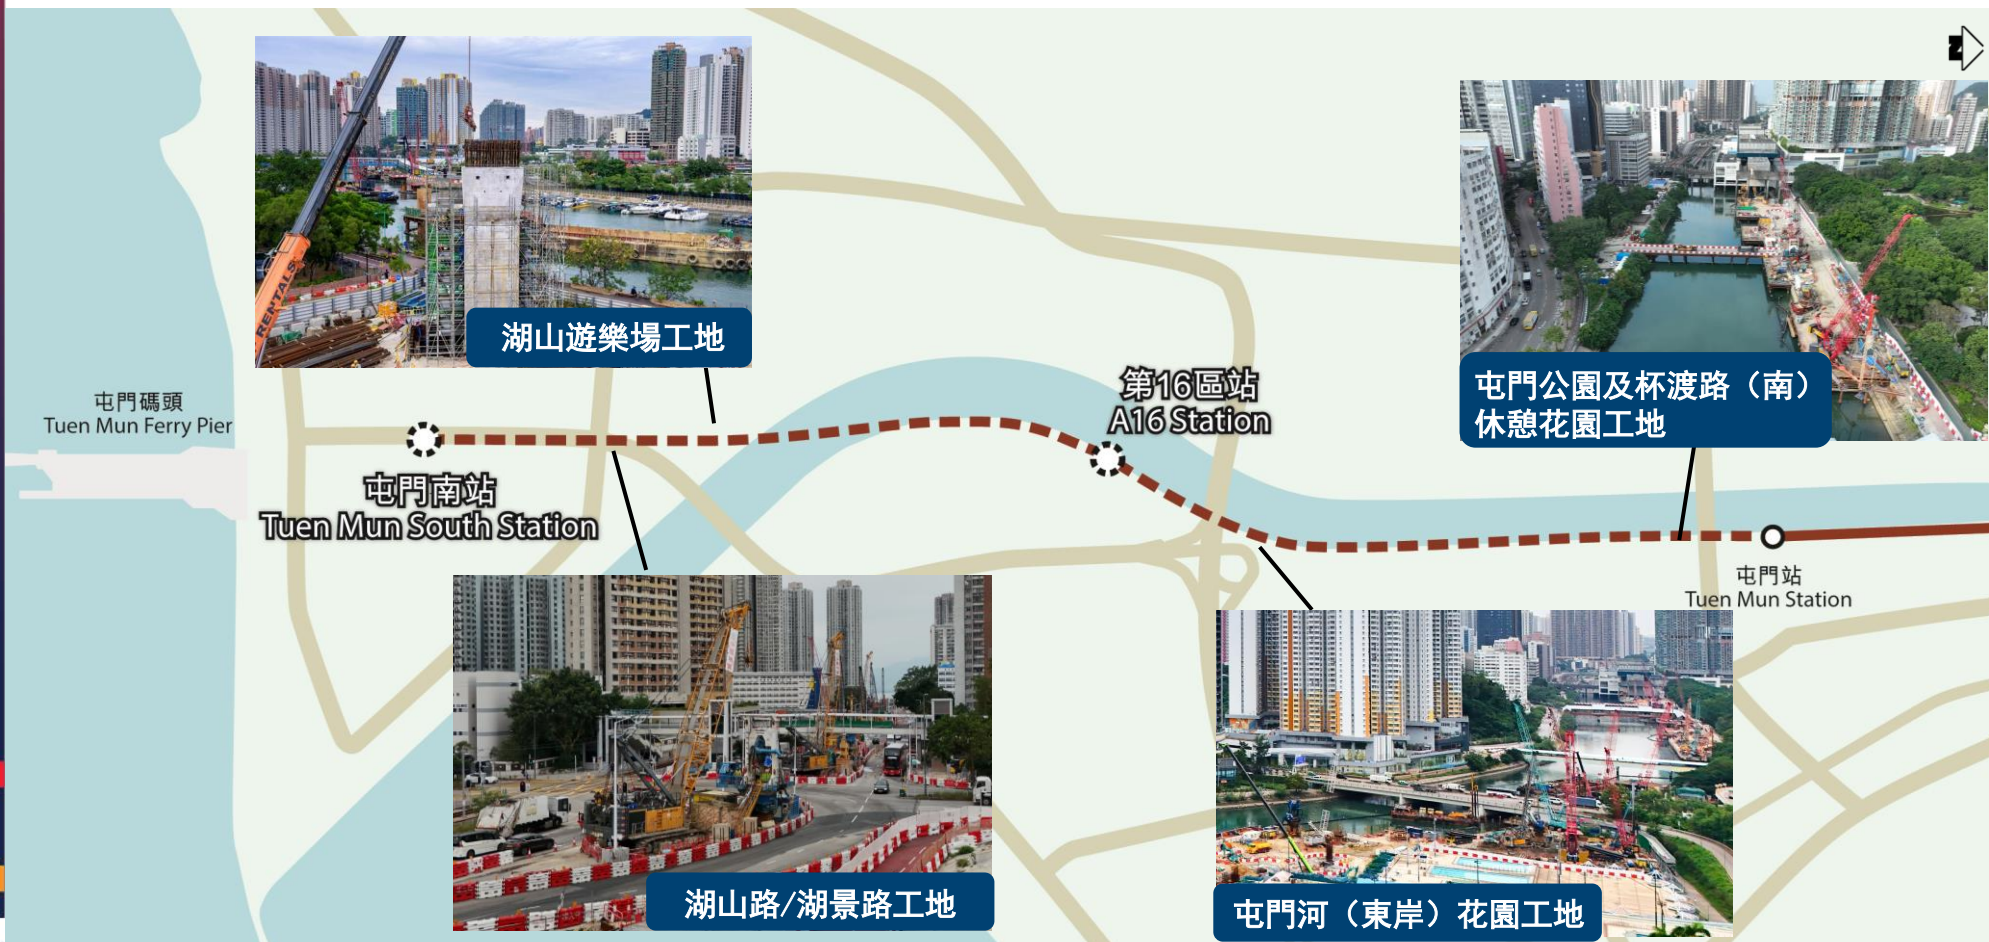 Z
RENTALS
湖山遊樂場工地
屯門公園及杯渡路（南）
休憩花園工地
屯門碼頭
Tuen Mun Ferry Pier
屯門南站
Tuen Mun South Station
第16區站
A16 Station
屯門站
Tuen Mun Station
湖山路/湖景路工地
屯門河（東岸）花園工地